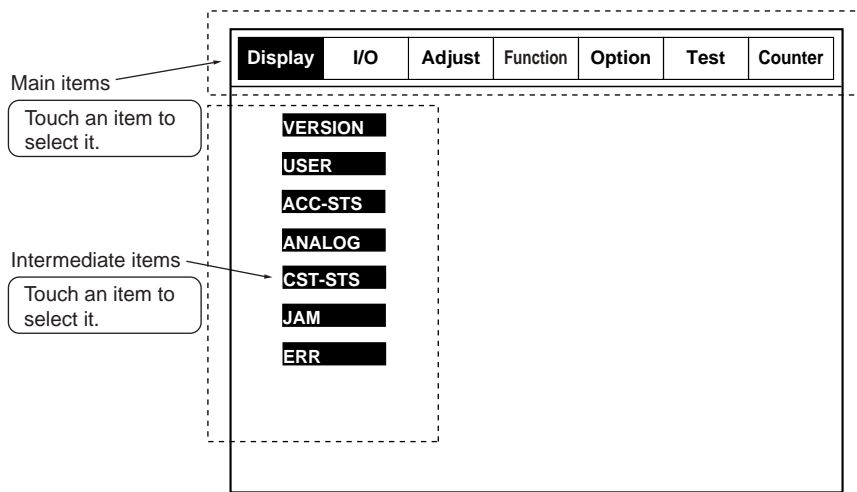 Display I/O Adjust Function Option Test Counter
Main items
Touch an item to
select it.
VERSION
USER
ACC-STS
ANALOG
Intermediate items
CST-STS
Touch an item to
select it.
JAM
ERR